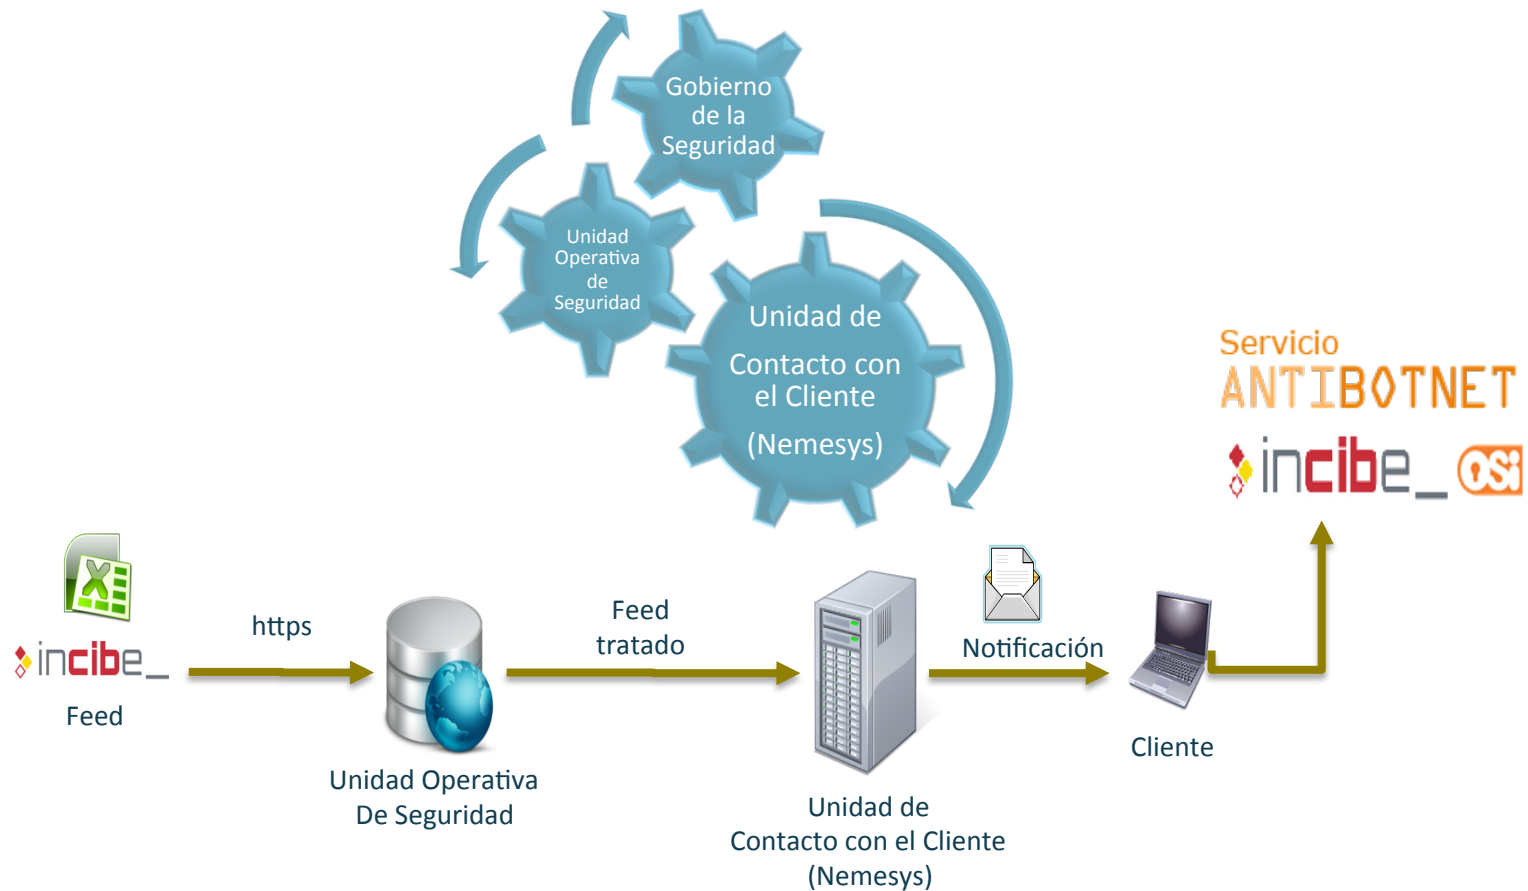 Gobierno
de la
Seguridad
Unidad
Operativa
de
Seguridad
Unidad de
Contacto con
el Cliente
(Nemesys)
Servicio
ANTIBOTNET
incibe_ OSi
incibe_
Feed
https
Unidad Operativa
De Seguridad
Feed
tratado
Unidad de
Contacto con el Cliente
(Nemesys)
Notificación
Cliente